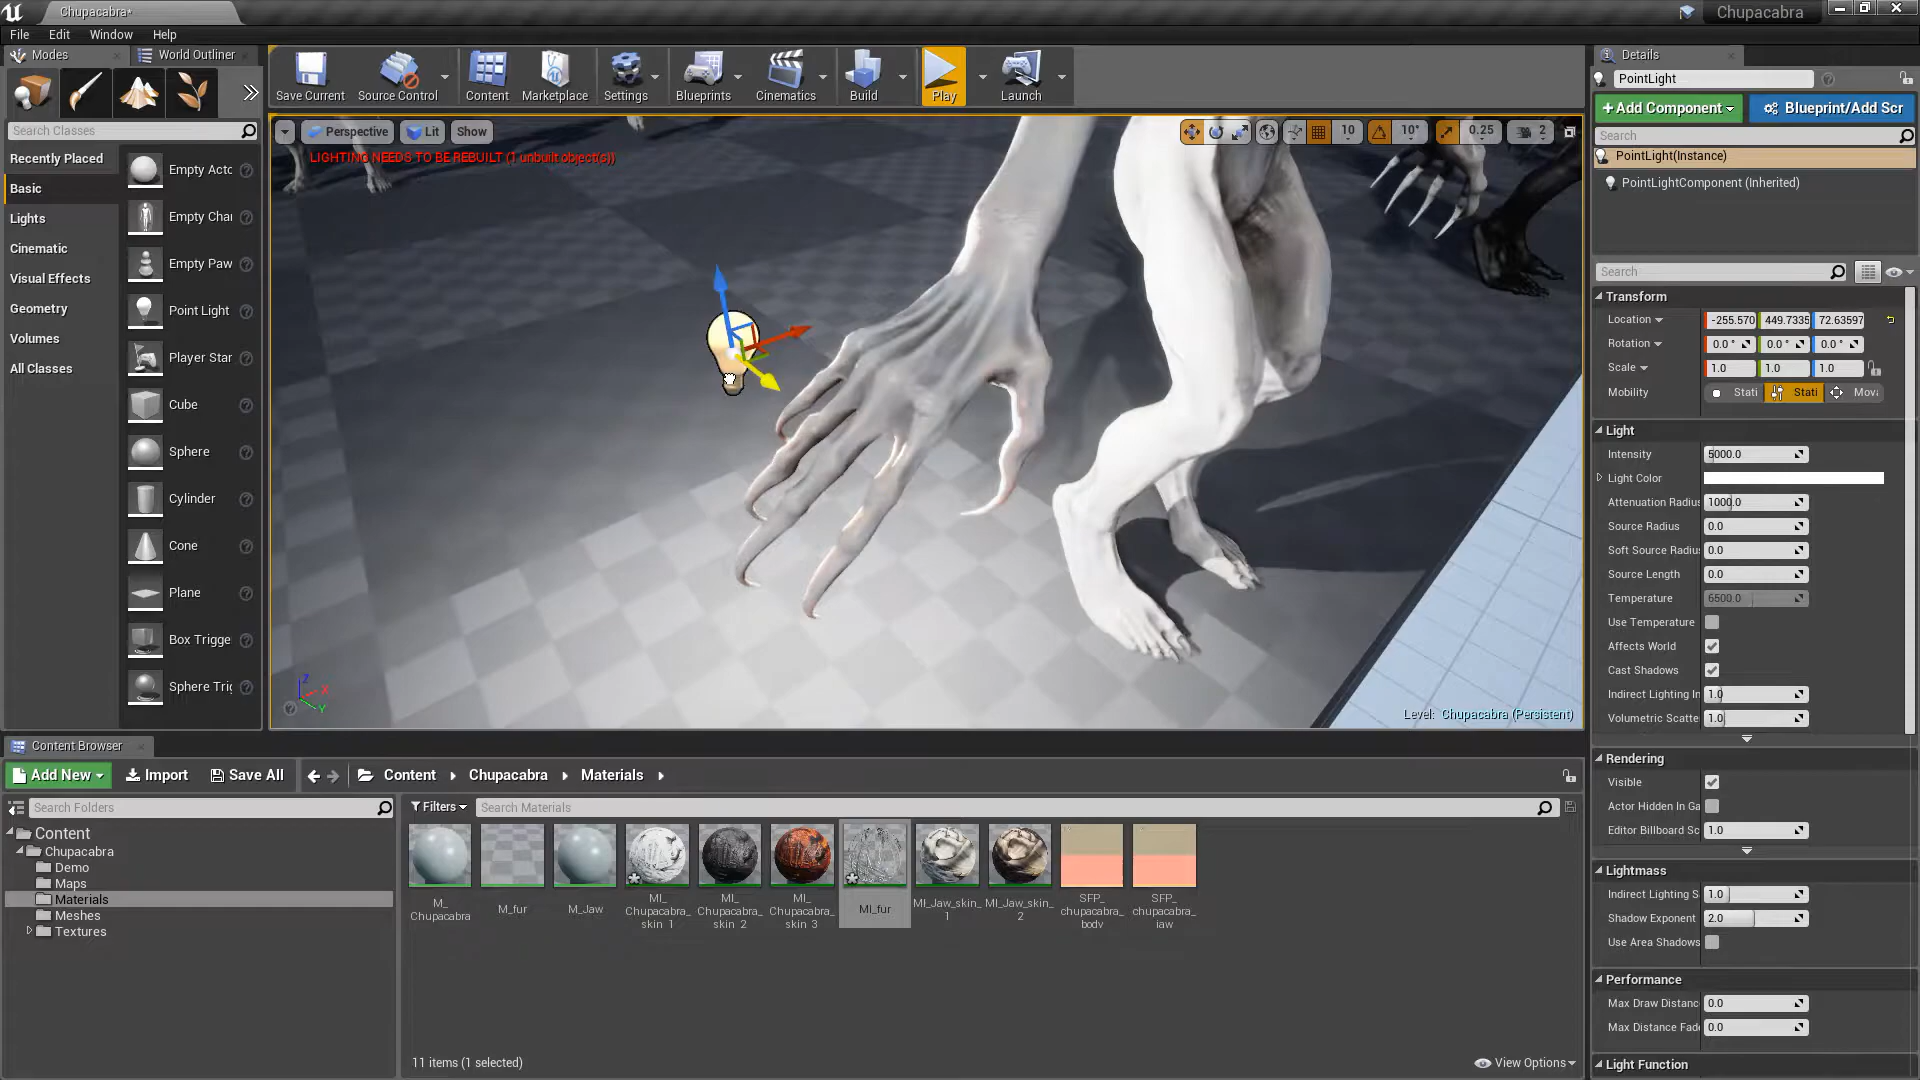 Chupacabra*
Chupacabra
File Edit Window Help
Modes
World Outliner
Save Current
Source Control
Content
Marketplace
Settings
Blueprints
Cinematics
Build
Play
Launch
Search Classes
Recently Placed
Basic
Lights
Cinematic
Visual Effects
Geometry
Volumes
All Classes
Empty Acto
Empty Chai
Empty Paw
Point Light
Player Star
Cube
Sphere
Cylinder
Cone
Plane
Box Trigge
Sphere Trig
Perspective
Lit
Show
10
10°
0.25
2
LIGHTING NEEDS TO BE REBUILT (1 unbuilt object(s))
Z
X
Y
Level: Chupacabra (Persistent)
Details
PointLight
+Add Component
Blueprint/Add Scr
Search
PointLight(Instance)
PointLightComponent (Inherited)
Search
Transform
Location -255.570 449.7335 72.63597
Rotation 0.0 ° 0.0 ° 0.0 °
Scale 1.0 1.0 1.0
Mobility Stati Stati Mov
Light
Intensity 5000.0
Light Color
Attenuation Radius 1000.0
Source Radius 0.0
Soft Source Radiu 0.0
Source Length 0.0
Temperature 6500.0
Use Temperature
Affects World
Cast Shadows
Indirect Lighting In 1.0
Volumetric Scatte 1.0
Rendering
Visible
Actor Hidden In Ga
Editor Billboard Sc 1.0
Lightmass
Indirect Lighting S 1.0
Shadow Exponent 2.0
Use Area Shadows
Performance
Max Draw Distanc 0.0
Max Distance Fade 0.0
Light Function
Content Browser
Add New
Import
Save All
Content
Chupacabra
Materials
Search Folders
Filters
Search Materials
Content
Chupacabra
Demo
Maps
Materials
Meshes
Textures
M_
Chupacabra
M_fur
M_Jaw
MI_
Chupacabra_
skin_1
MI_
Chupacabra_
skin_2
MI_
Chupacabra_
skin_3
MI_fur
MI_Jaw_skin_
1
MI_Jaw_skin_
2
SFP_
chupacabra_
body
SFP_
chupacabra_
jaw
11 items (1 selected)
View Options